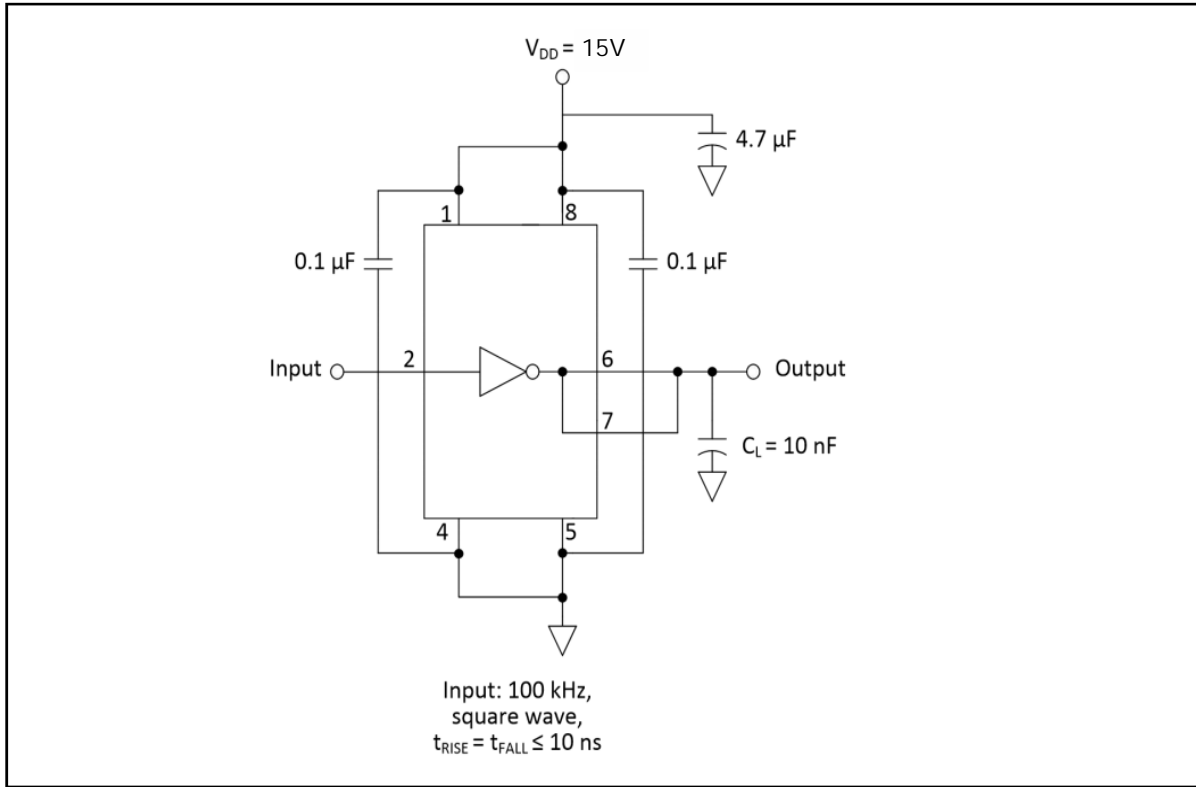 V_DD = 15V
4.7 µF
1
8
0.1 µF
0.1 µF
Input
2
6
Output
7
C_L = 10 nF
4
5
Input: 100 kHz,
square wave,
t_RISE = t_FALL ≤ 10 ns